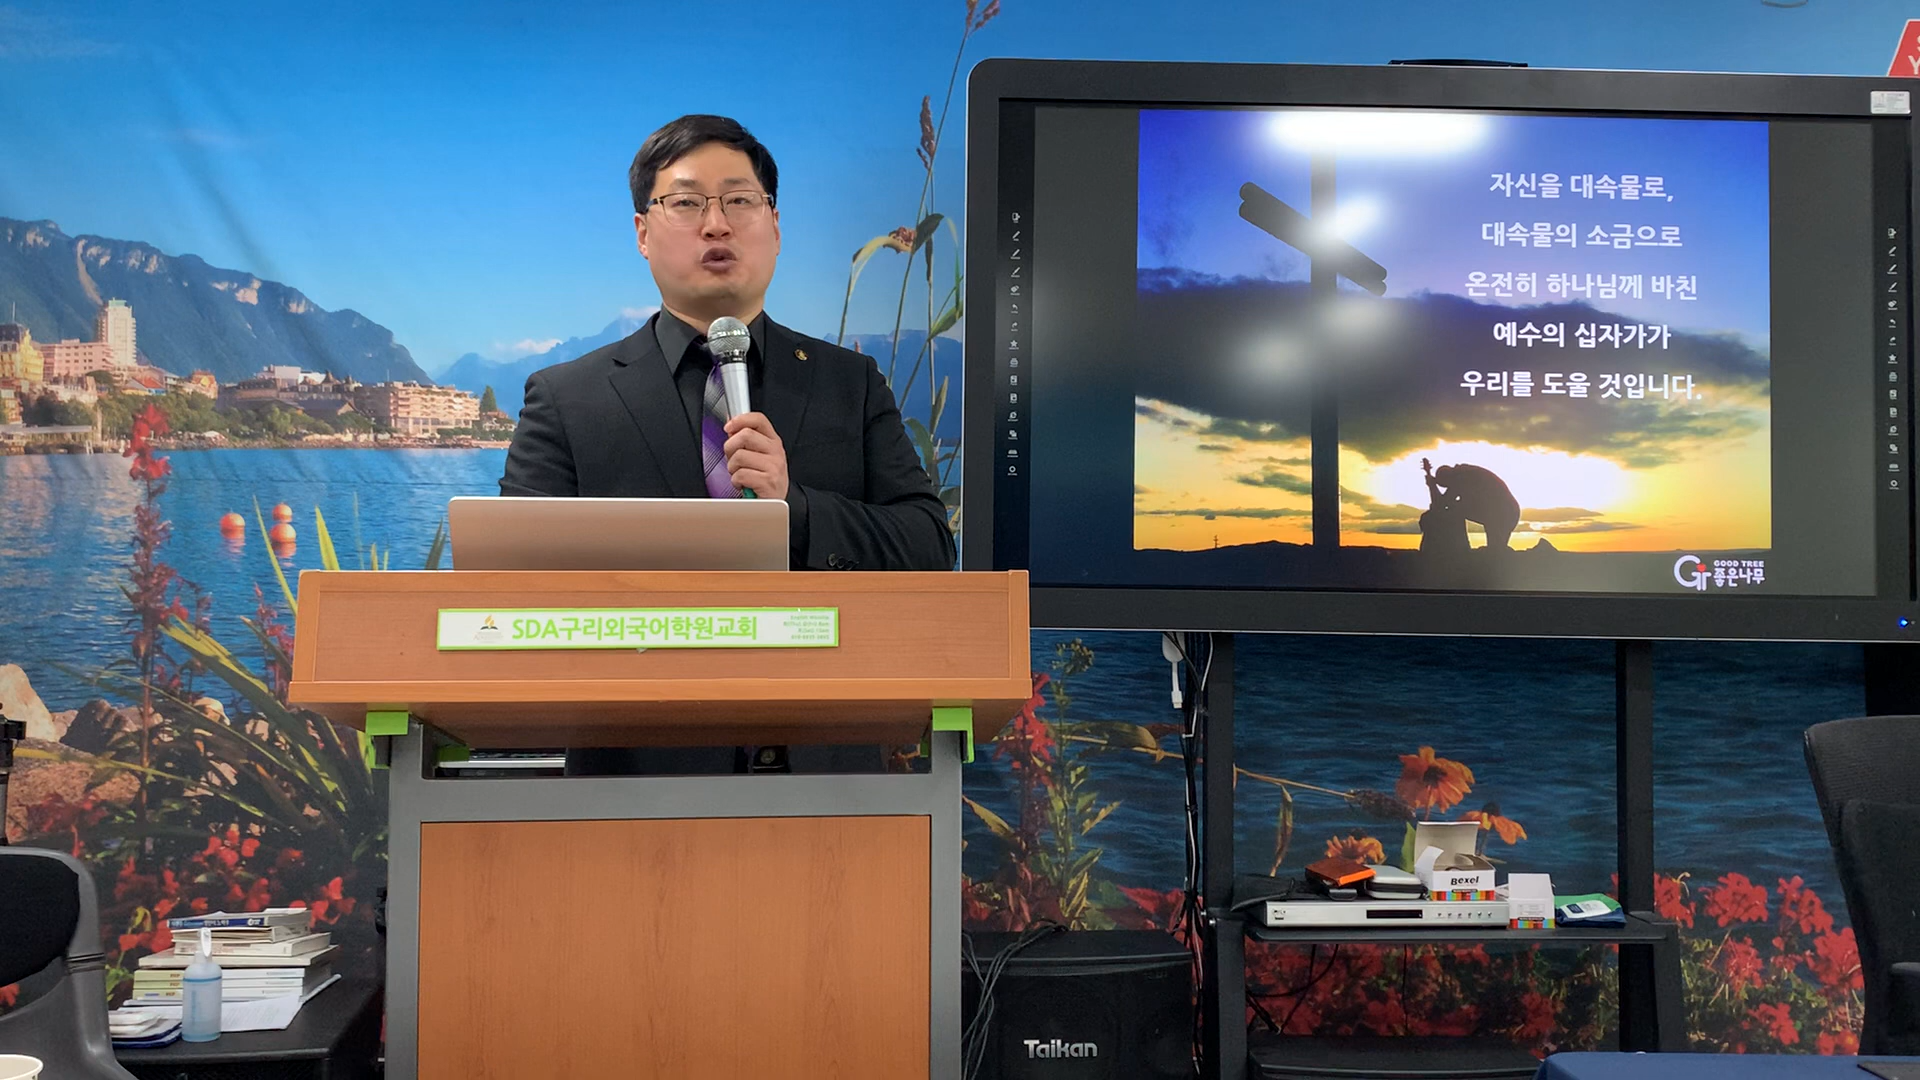 자신을 대속물로,
대속물의 소금으로
온전히 하나님께 바친
예수의 십자가가
우리를 도울 것입니다.
GOOD TREE
좋은나무
SDA구리외국어학원교회
Bexel
Taikan